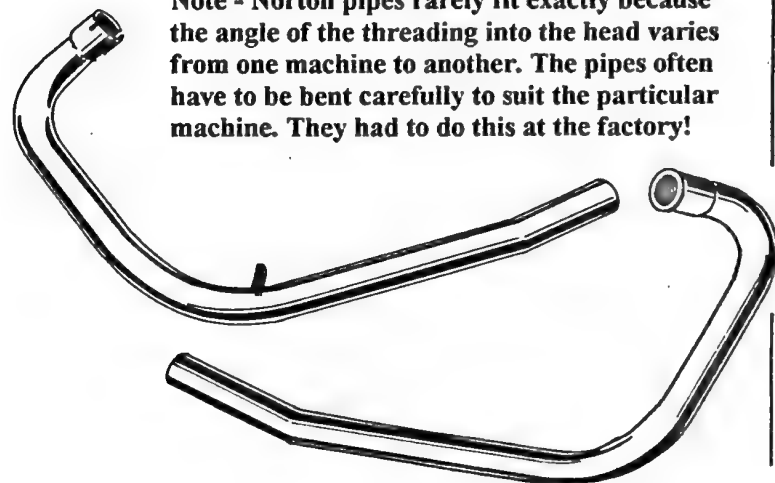 Note - Norton pipes rarely fit exactly because
the angle of the threading into the head varies
from one machine to another. The pipes often
have to be bent carefully to suit the particular
machine. They had to do this at the factory!